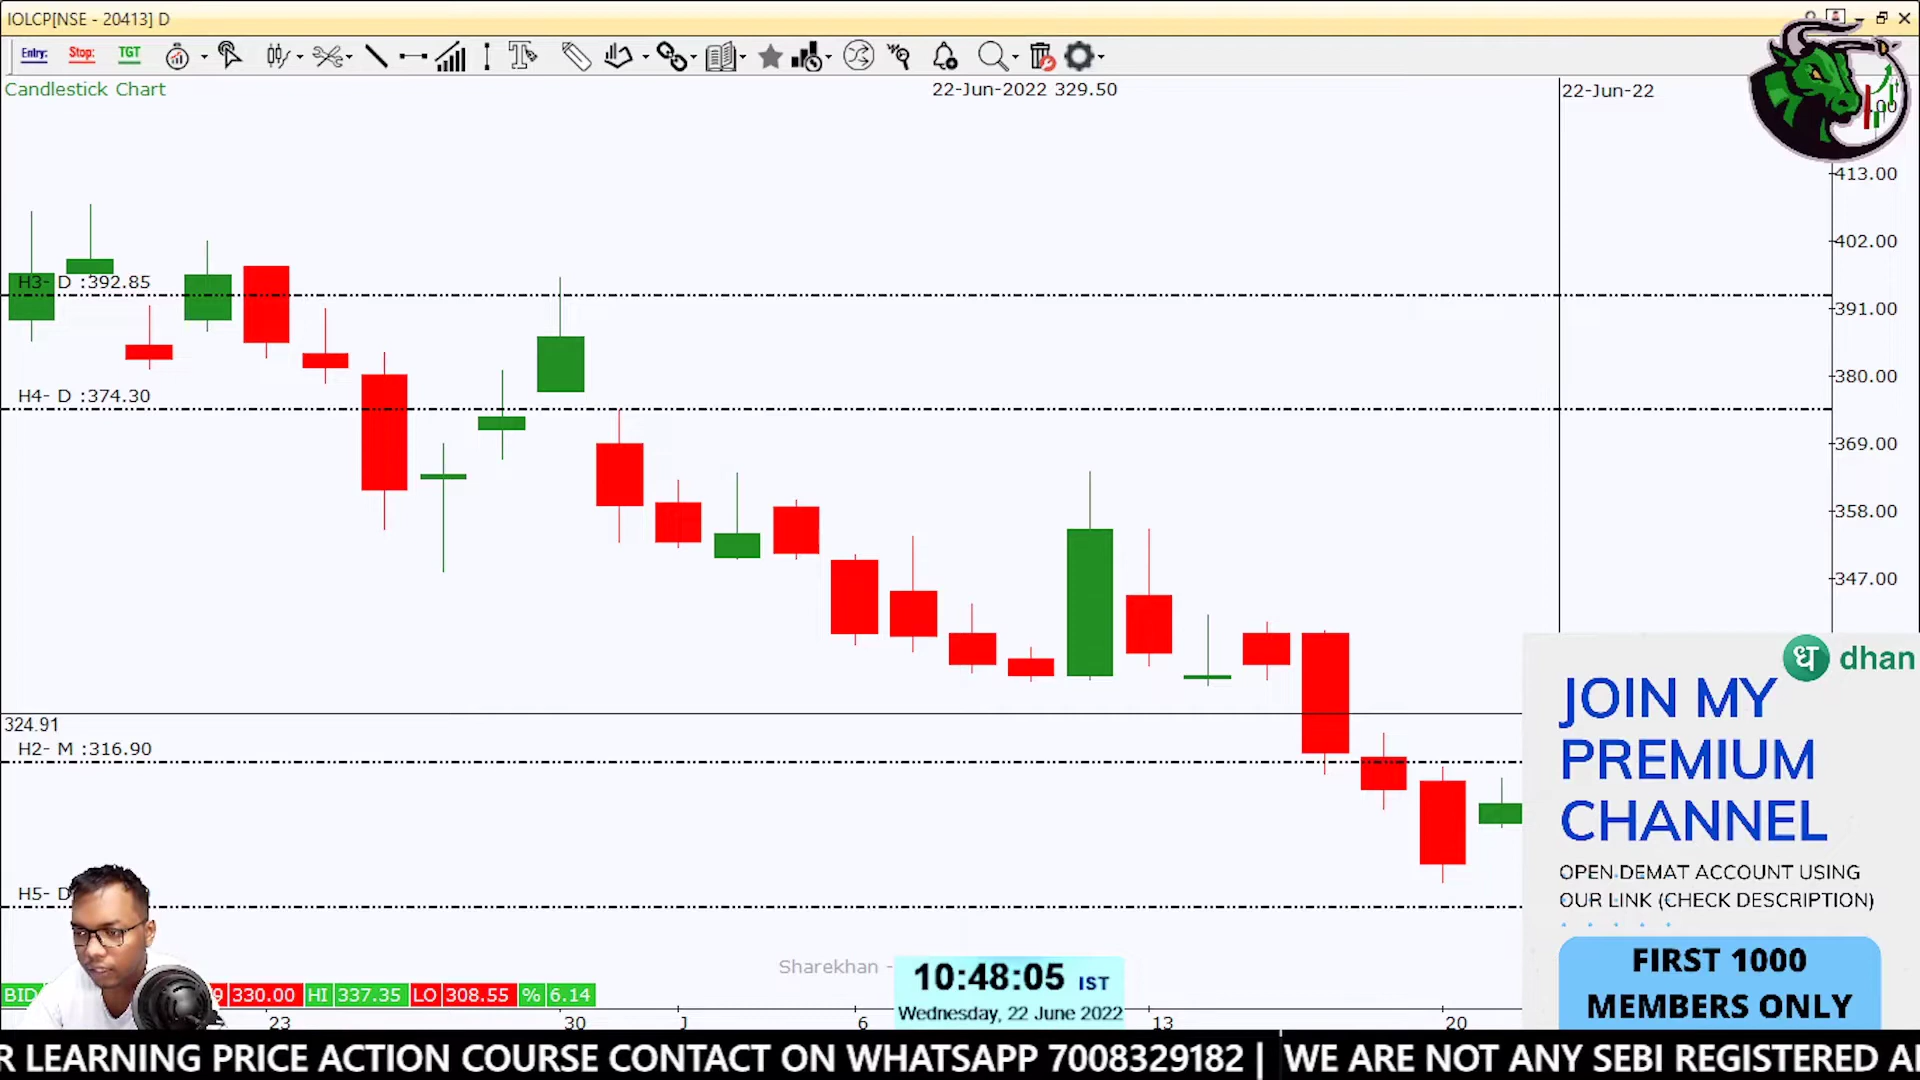 IOLCP[NSE - 20413] D
Entry: Stop: TGT
Candlestick Chart
22-Jun-2022 329.50
22-Jun-22
413.00
402.00
H3- D :392.85
391.00
380.00
H4- D :374.30
369.00
358.00
347.00
324.91
H2- M :316.90
H5- D
dhan
JOIN MY
PREMIUM
CHANNEL
OPEN DEMAT ACCOUNT USING
OUR LINK (CHECK DESCRIPTION)
FIRST 1000
MEMBERS ONLY
Sharekhan -
10:48:05 IST
Wednesday, 22 June 2022
BID 330.00 HI 337.35 LO 308.55 % 6.14
23 30 J 6 13 20
R LEARNING PRICE ACTION COURSE CONTACT ON WHATSAPP 7008329182 | WE ARE NOT ANY SEBI REGISTERED